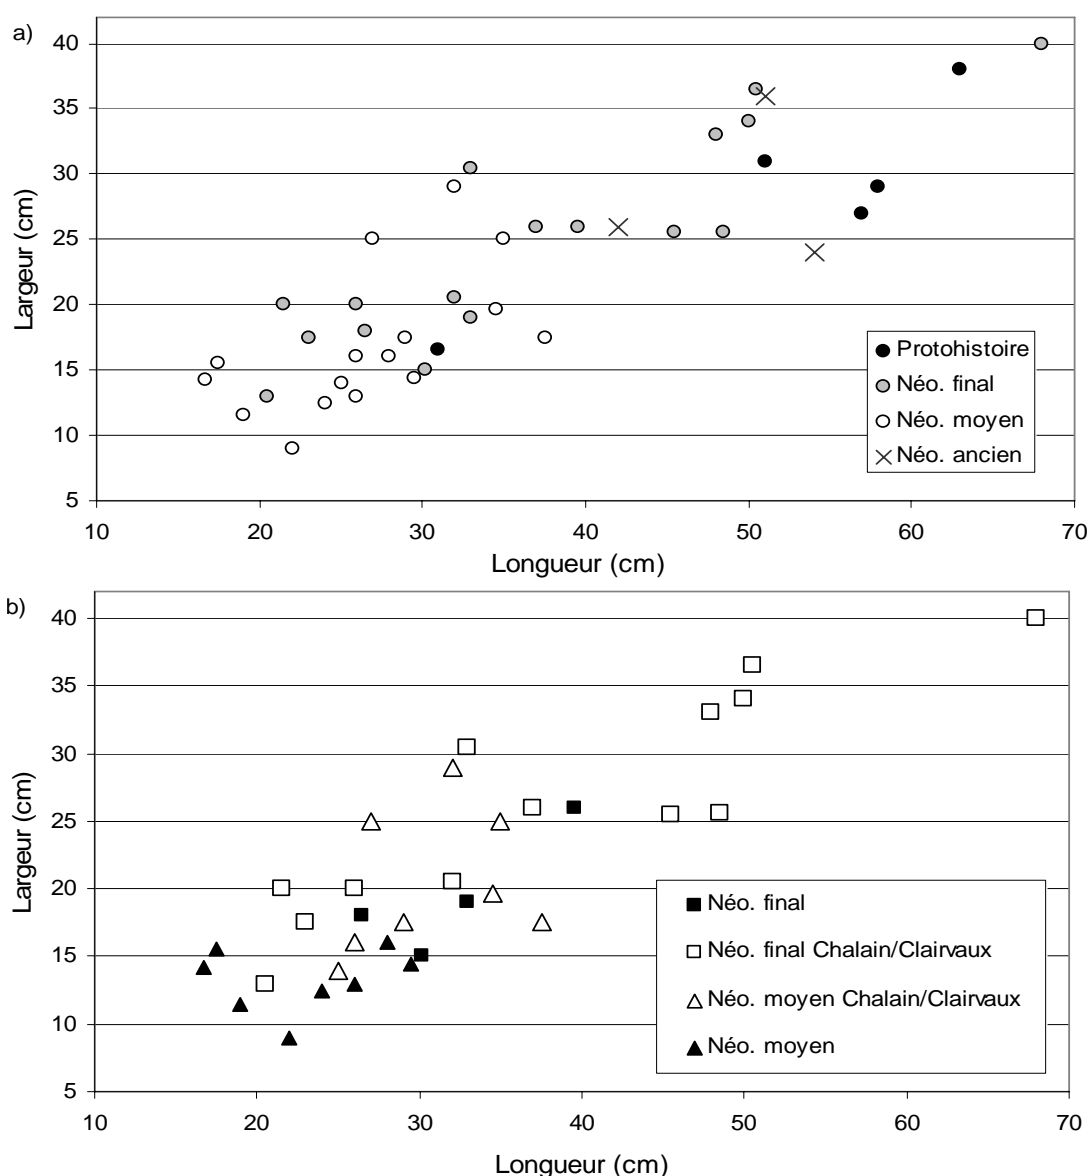 a)
40
35
30
25
20
15
10
5
Largeur (cm)
Protohistoire
Néo. final
Néo. moyen
Néo. ancien
10 20 30 40 50 60 70
Longueur (cm)
b)
40
35
30
25
20
15
10
5
Largeur (cm)
Néo. final
Néo. final Chalain/Clairvaux
Néo. moyen Chalain/Clairvaux
Néo. moyen
10 20 30 40 50 60 70
Longueur (cm)